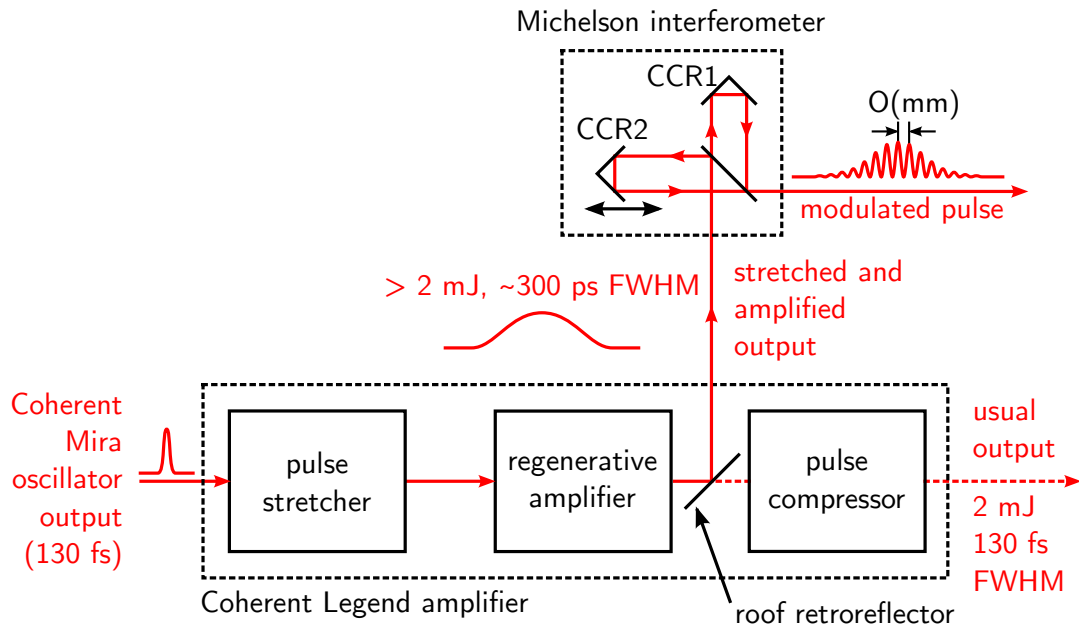 Michelson interferometer
CCR1
O(mm)
CCR2
modulated pulse
> 2 mJ, ~300 ps FWHM
stretched and
amplified
output
Coherent
Mira
oscillator
output
(130 fs)
pulse
stretcher
regenerative
amplifier
pulse
compressor
usual
output
2 mJ
130 fs
FWHM
Coherent Legend amplifier
roof retroreflector